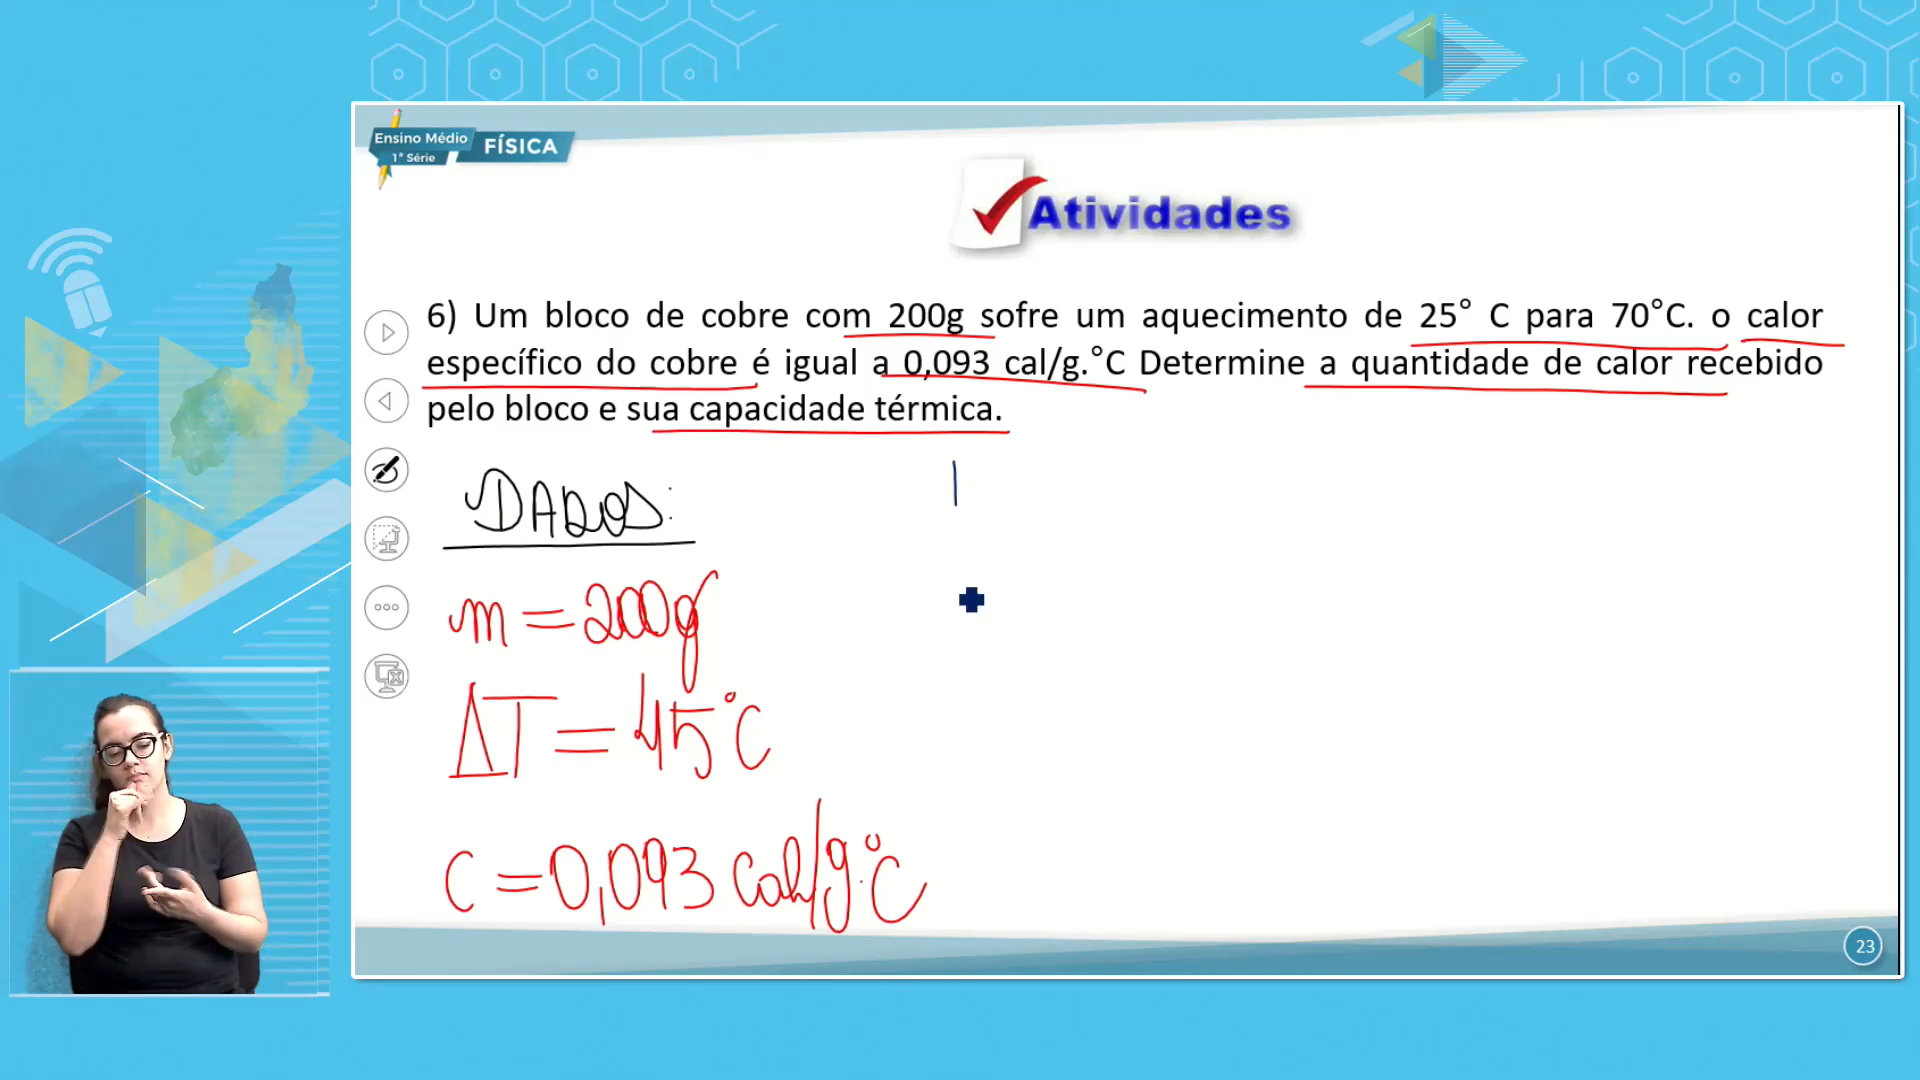 Ensino Médio
1ª Série
FÍSICA
Atividades
6) Um bloco de cobre com 200g sofre um aquecimento de 25° C para 70°C. o calor
específico do cobre é igual a 0,093 cal/g.°C Determine a quantidade de calor recebido
pelo bloco e sua capacidade térmica.
DADOS:
m = 200g
ΔT = 45°C
c = 0,093 cal/g.°C
23